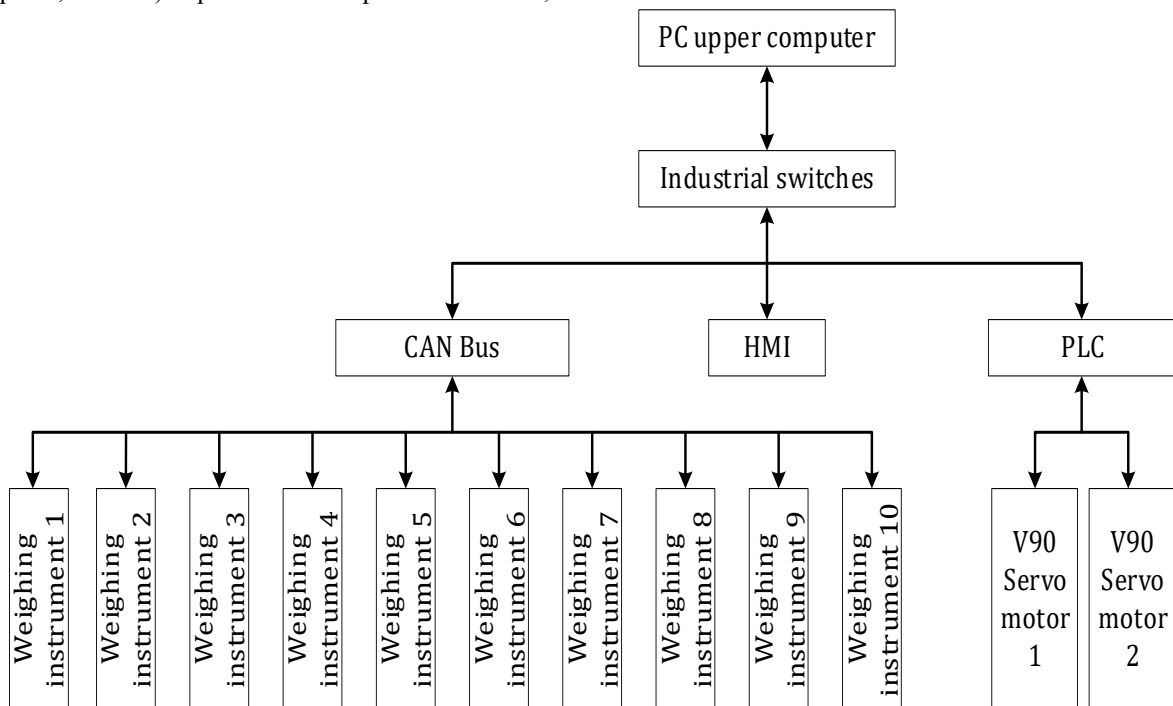 PC upper computer
Industrial switches
CAN Bus
HMI
PLC
Weighing
instrument 1
Weighing
instrument 2
Weighing
instrument 3
Weighing
instrument 4
Weighing
instrument 5
Weighing
instrument 6
Weighing
instrument 7
Weighing
instrument 8
Weighing
instrument 9
Weighing
instrument 10
V90
Servo
motor
1
V90
Servo
motor
2